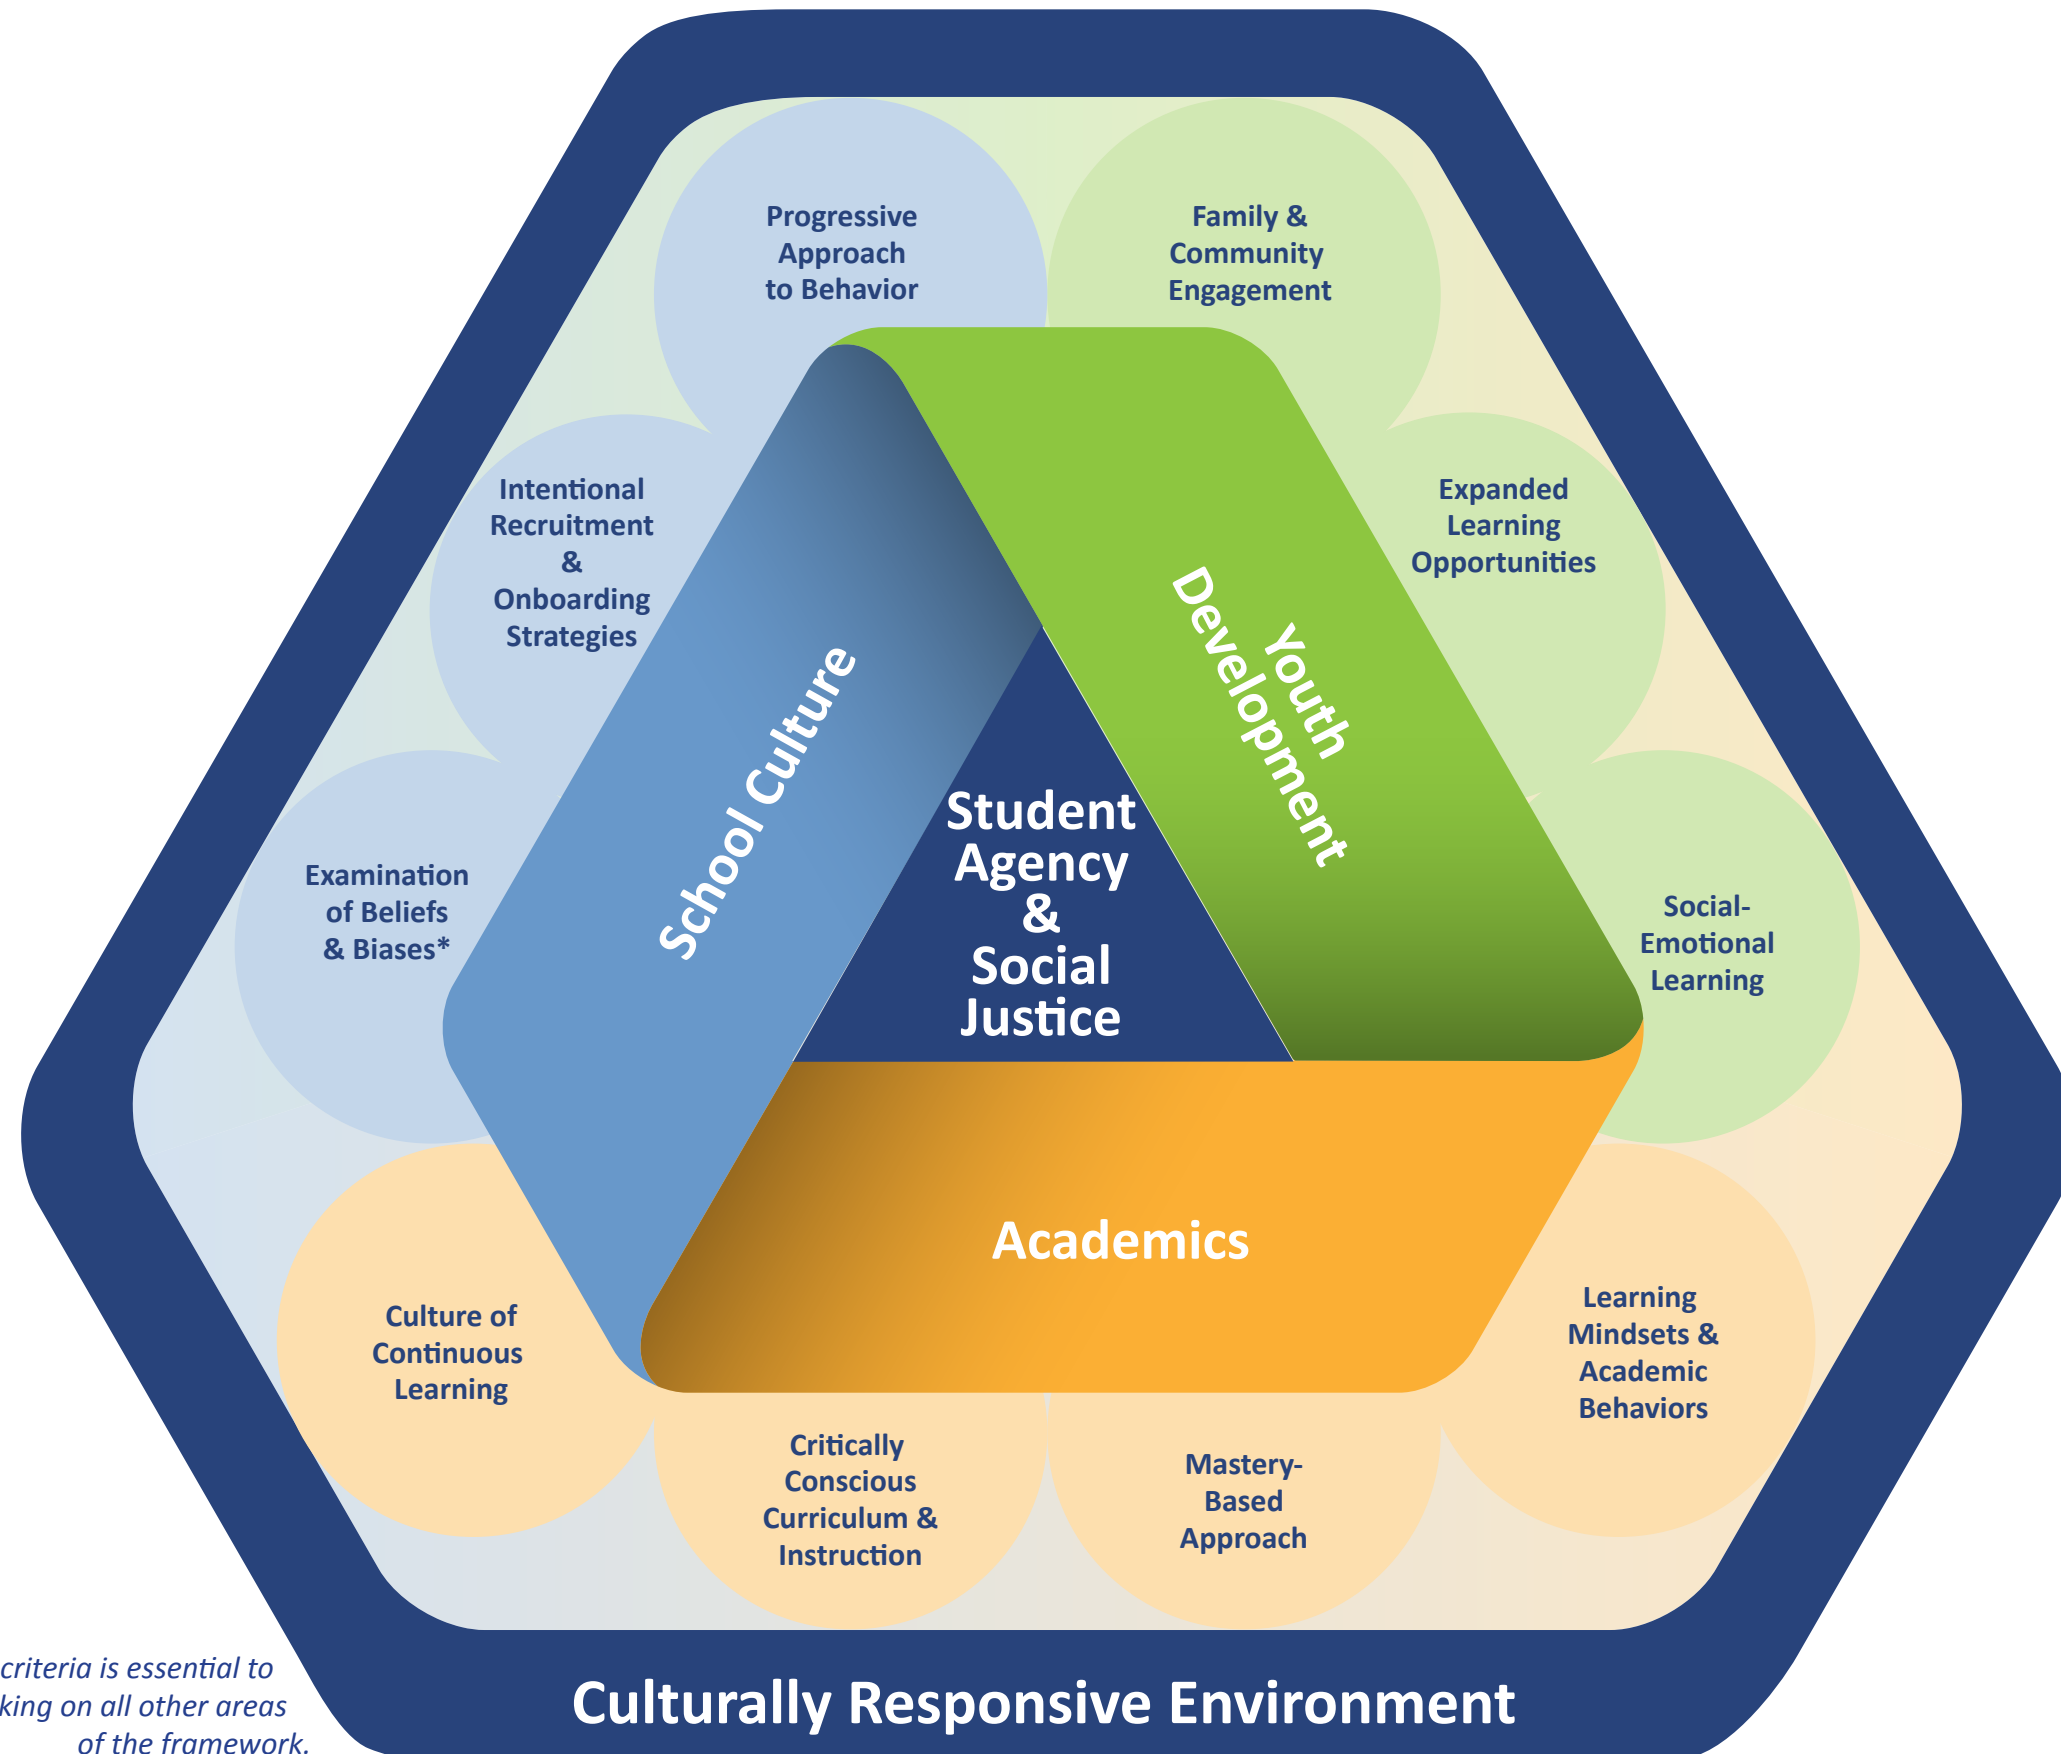 Progressive
Approach
to Behavior
Family &
Community
Engagement
Intentional
Recruitment
&
Onboarding
Strategies
Expanded
Learning
Opportunities
School Culture
Youth
Development
Student
Agency
&
Social
Justice
Examination
of Beliefs
& Biases*
Social-
Emotional
Learning
Academics
Culture of
Continuous
Learning
Critically
Conscious
Curriculum &
Instruction
Mastery-
Based
Approach
Learning
Mindsets &
Academic
Behaviors
criteria is essential to
on all other areas
of the framework.
Culturally Responsive Environment